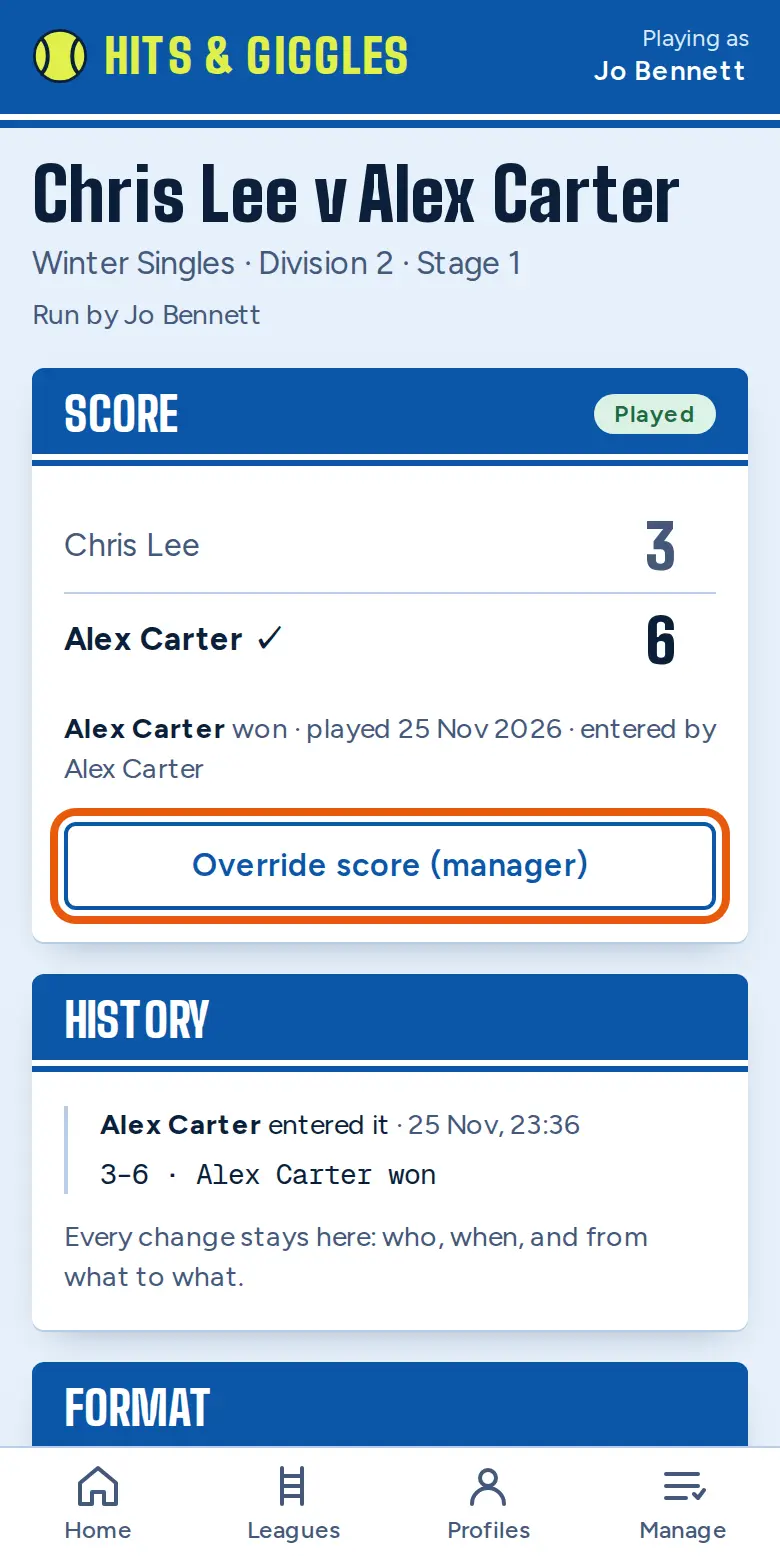 HITS & GIGGLES
Playing as
Jo Bennett
Chris Lee v Alex Carter
Winter Singles · Division 2 · Stage 1
Run by Jo Bennett
SCORE
Played
Chris Lee 3
Alex Carter ✓ 6
Alex Carter won · played 25 Nov 2026 · entered by
Alex Carter
Override score (manager)
HISTORY
Alex Carter entered it · 25 Nov, 23:36
3–6 · Alex Carter won
Every change stays here: who, when, and from
what to what.
FORMAT
Home
Leagues
Profiles
Manage